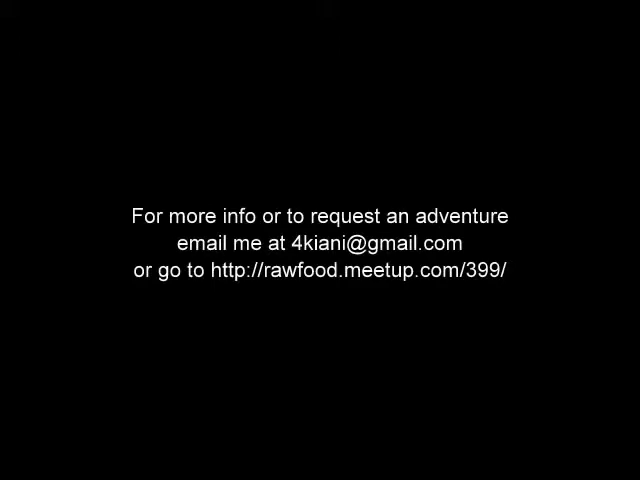 For more info or to request an adventure
email me at 4kiani@gmail.com
or go to http://rawfood.meetup.com/399/